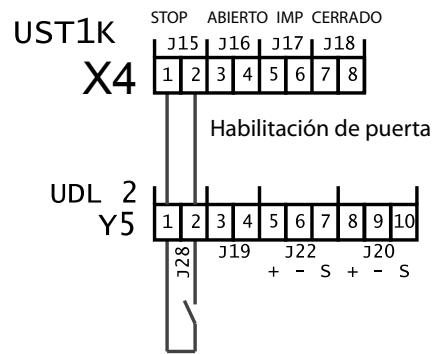 STOP ABIERTO IMP CERRADO
UST1K J15 J16 J17 J18
X4 1 2 3 4 5 6 7 8
Habilitación de puerta
UDL 2
Y5 1 2 3 4 5 6 7 8 9 10
J28 J19 J22 J20
+ - S + - S